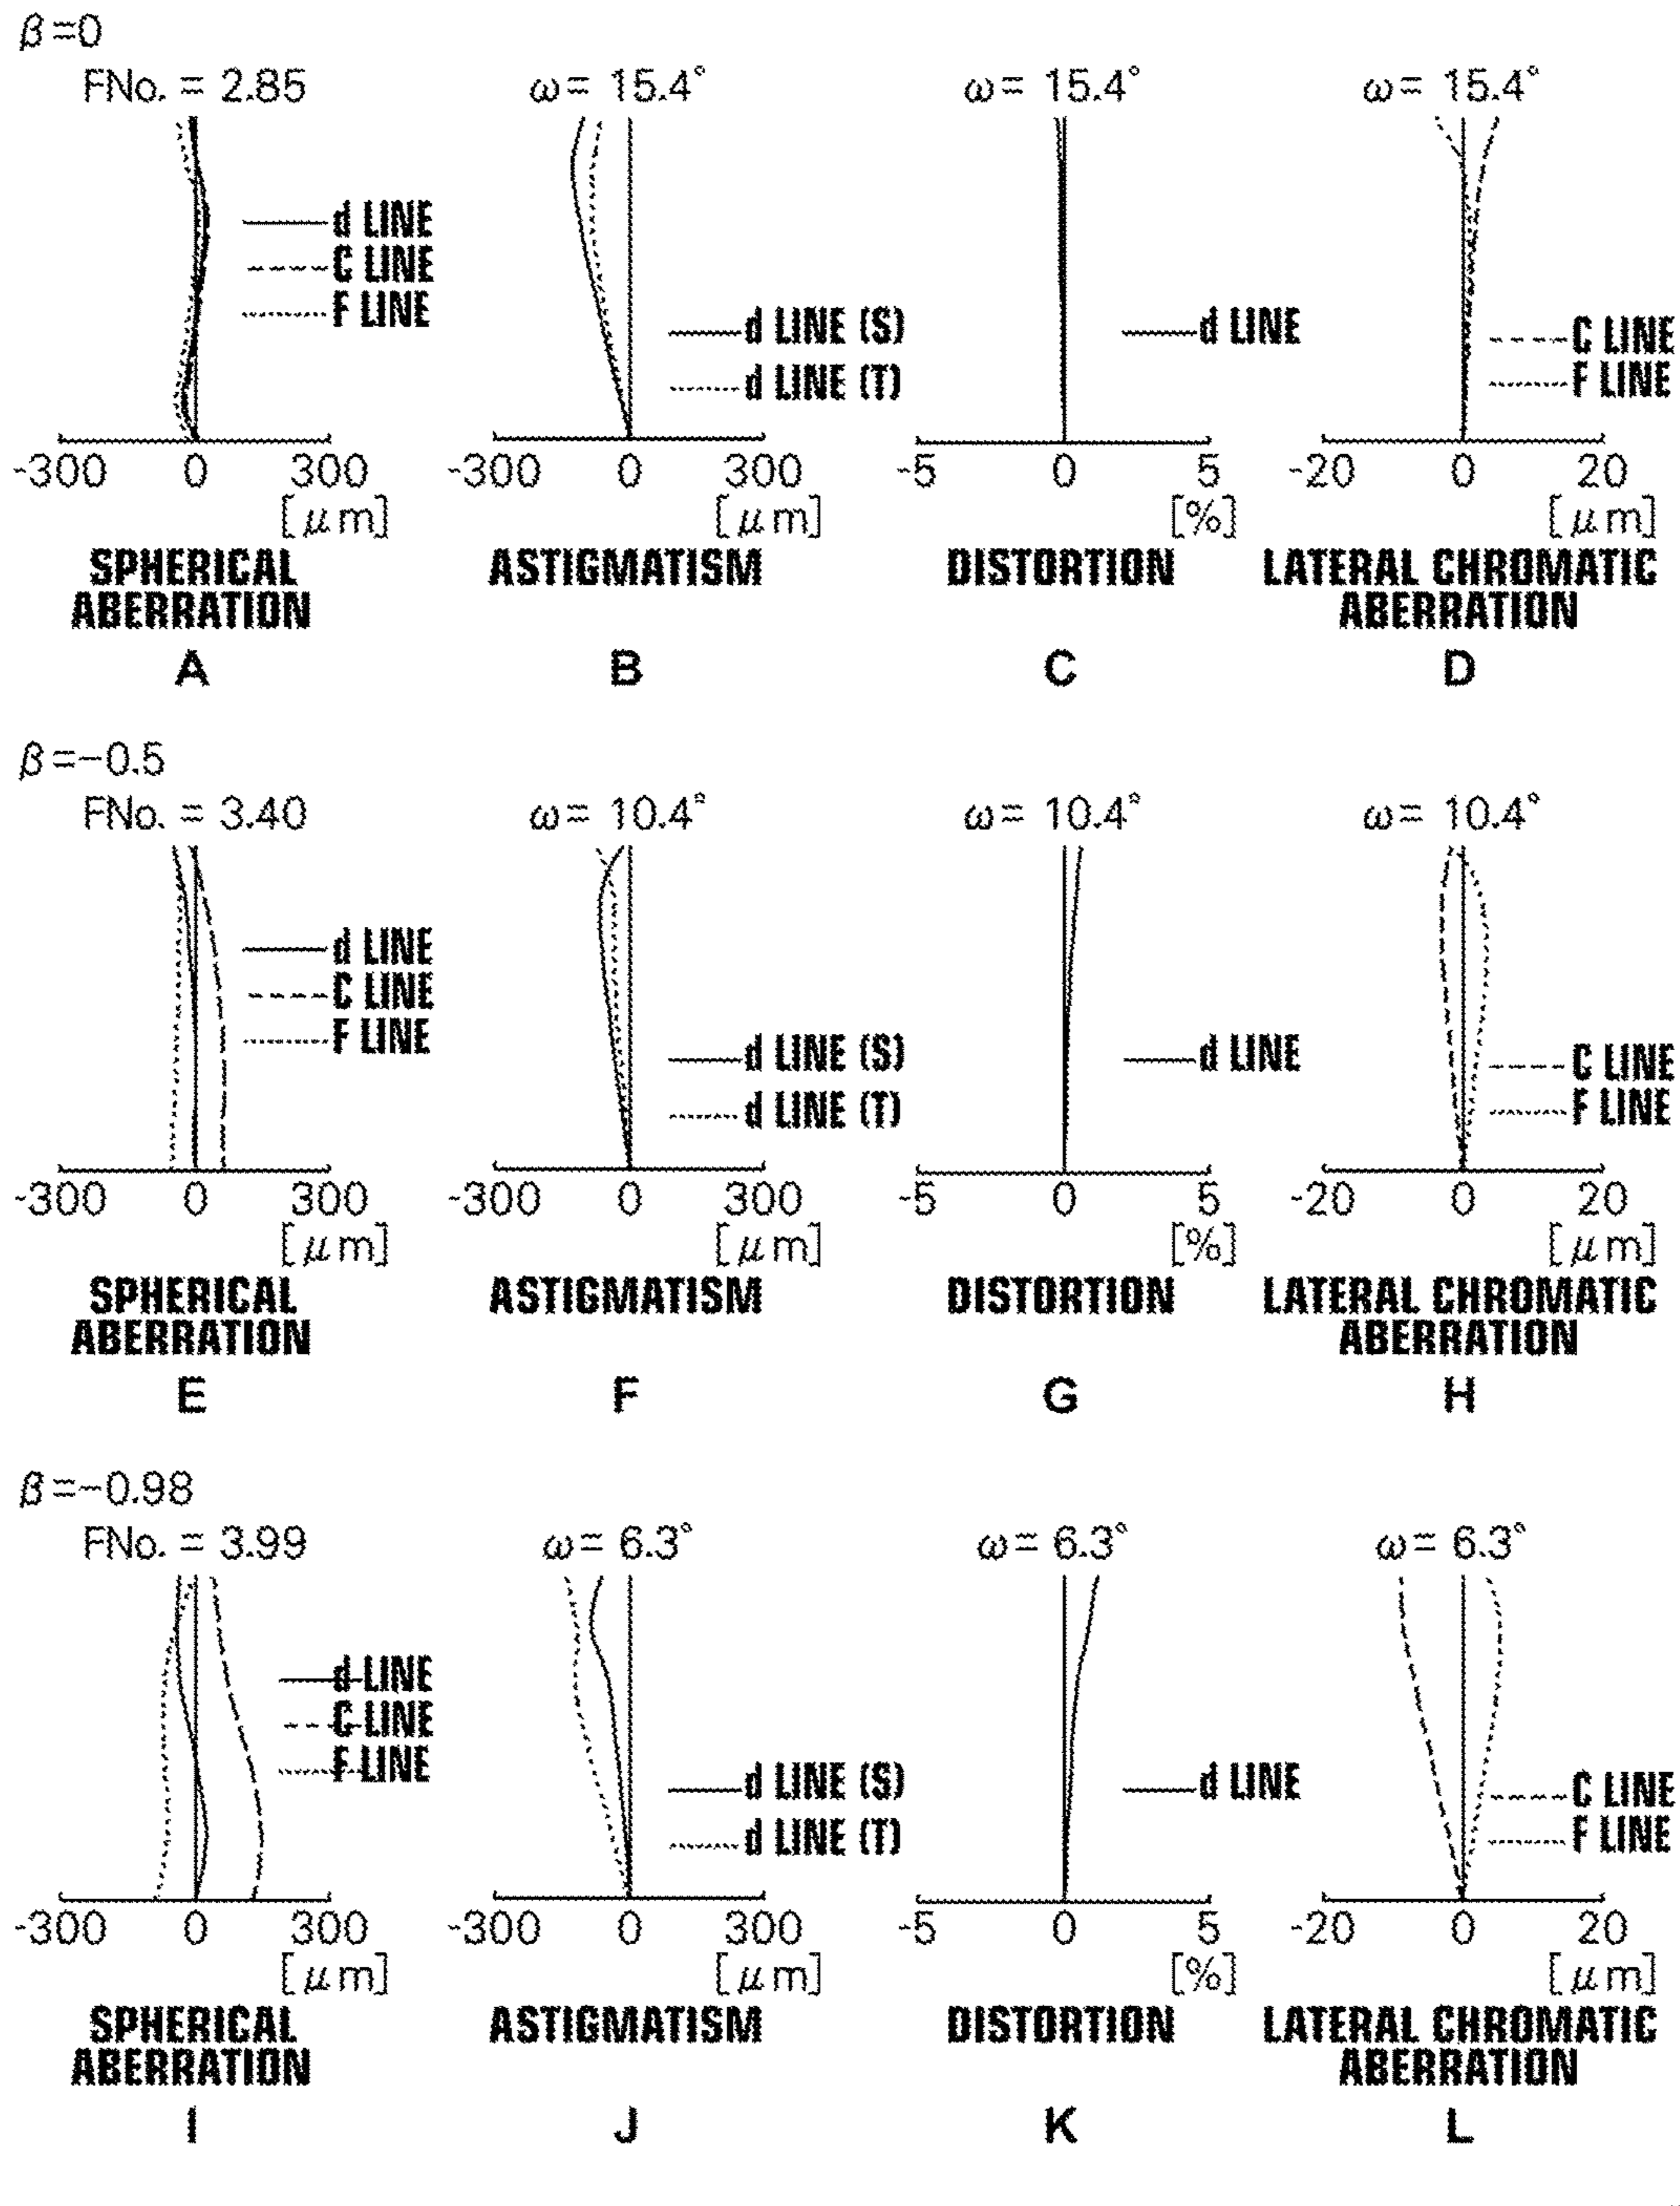 β=0
FNo. = 2.85
ω= 15.4°
ω= 15.4°
ω= 15.4°
d LINE
C LINE
F LINE
d LINE (S)
d LINE (T)
d LINE
C LINE
F LINE
-300 0 300
[μm]
-300 0 300
[μm]
-5 0 5
[%]
-20 0 20
[μm]
SPHERICAL
ABERRATION
ASTIGMATISM
DISTORTION
LATERAL CHROMATIC
ABERRATION
A
B
C
D
β=-0.5
FNo. = 3.40
ω= 10.4°
ω= 10.4°
ω= 10.4°
d LINE
C LINE
F LINE
d LINE (S)
d LINE (T)
d LINE
C LINE
F LINE
-300 0 300
[μm]
-300 0 300
[μm]
-5 0 5
[%]
-20 0 20
[μm]
SPHERICAL
ABERRATION
ASTIGMATISM
DISTORTION
LATERAL CHROMATIC
ABERRATION
E
F
G
H
β=-0.98
FNo. = 3.99
ω= 6.3°
ω= 6.3°
ω= 6.3°
d LINE
C LINE
F LINE
d LINE (S)
d LINE (T)
d LINE
C LINE
F LINE
-300 0 300
[μm]
-300 0 300
[μm]
-5 0 5
[%]
-20 0 20
[μm]
SPHERICAL
ABERRATION
ASTIGMATISM
DISTORTION
LATERAL CHROMATIC
ABERRATION
I
J
K
L